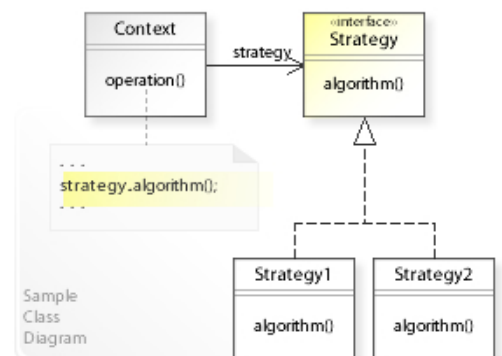 Context
operation()
strategy
«interface»
Strategy
algorithm()
- - -
strategy.algorithm();
- - -
Strategy1
algorithm()
Strategy2
algorithm()
Sample
Class
Diagram